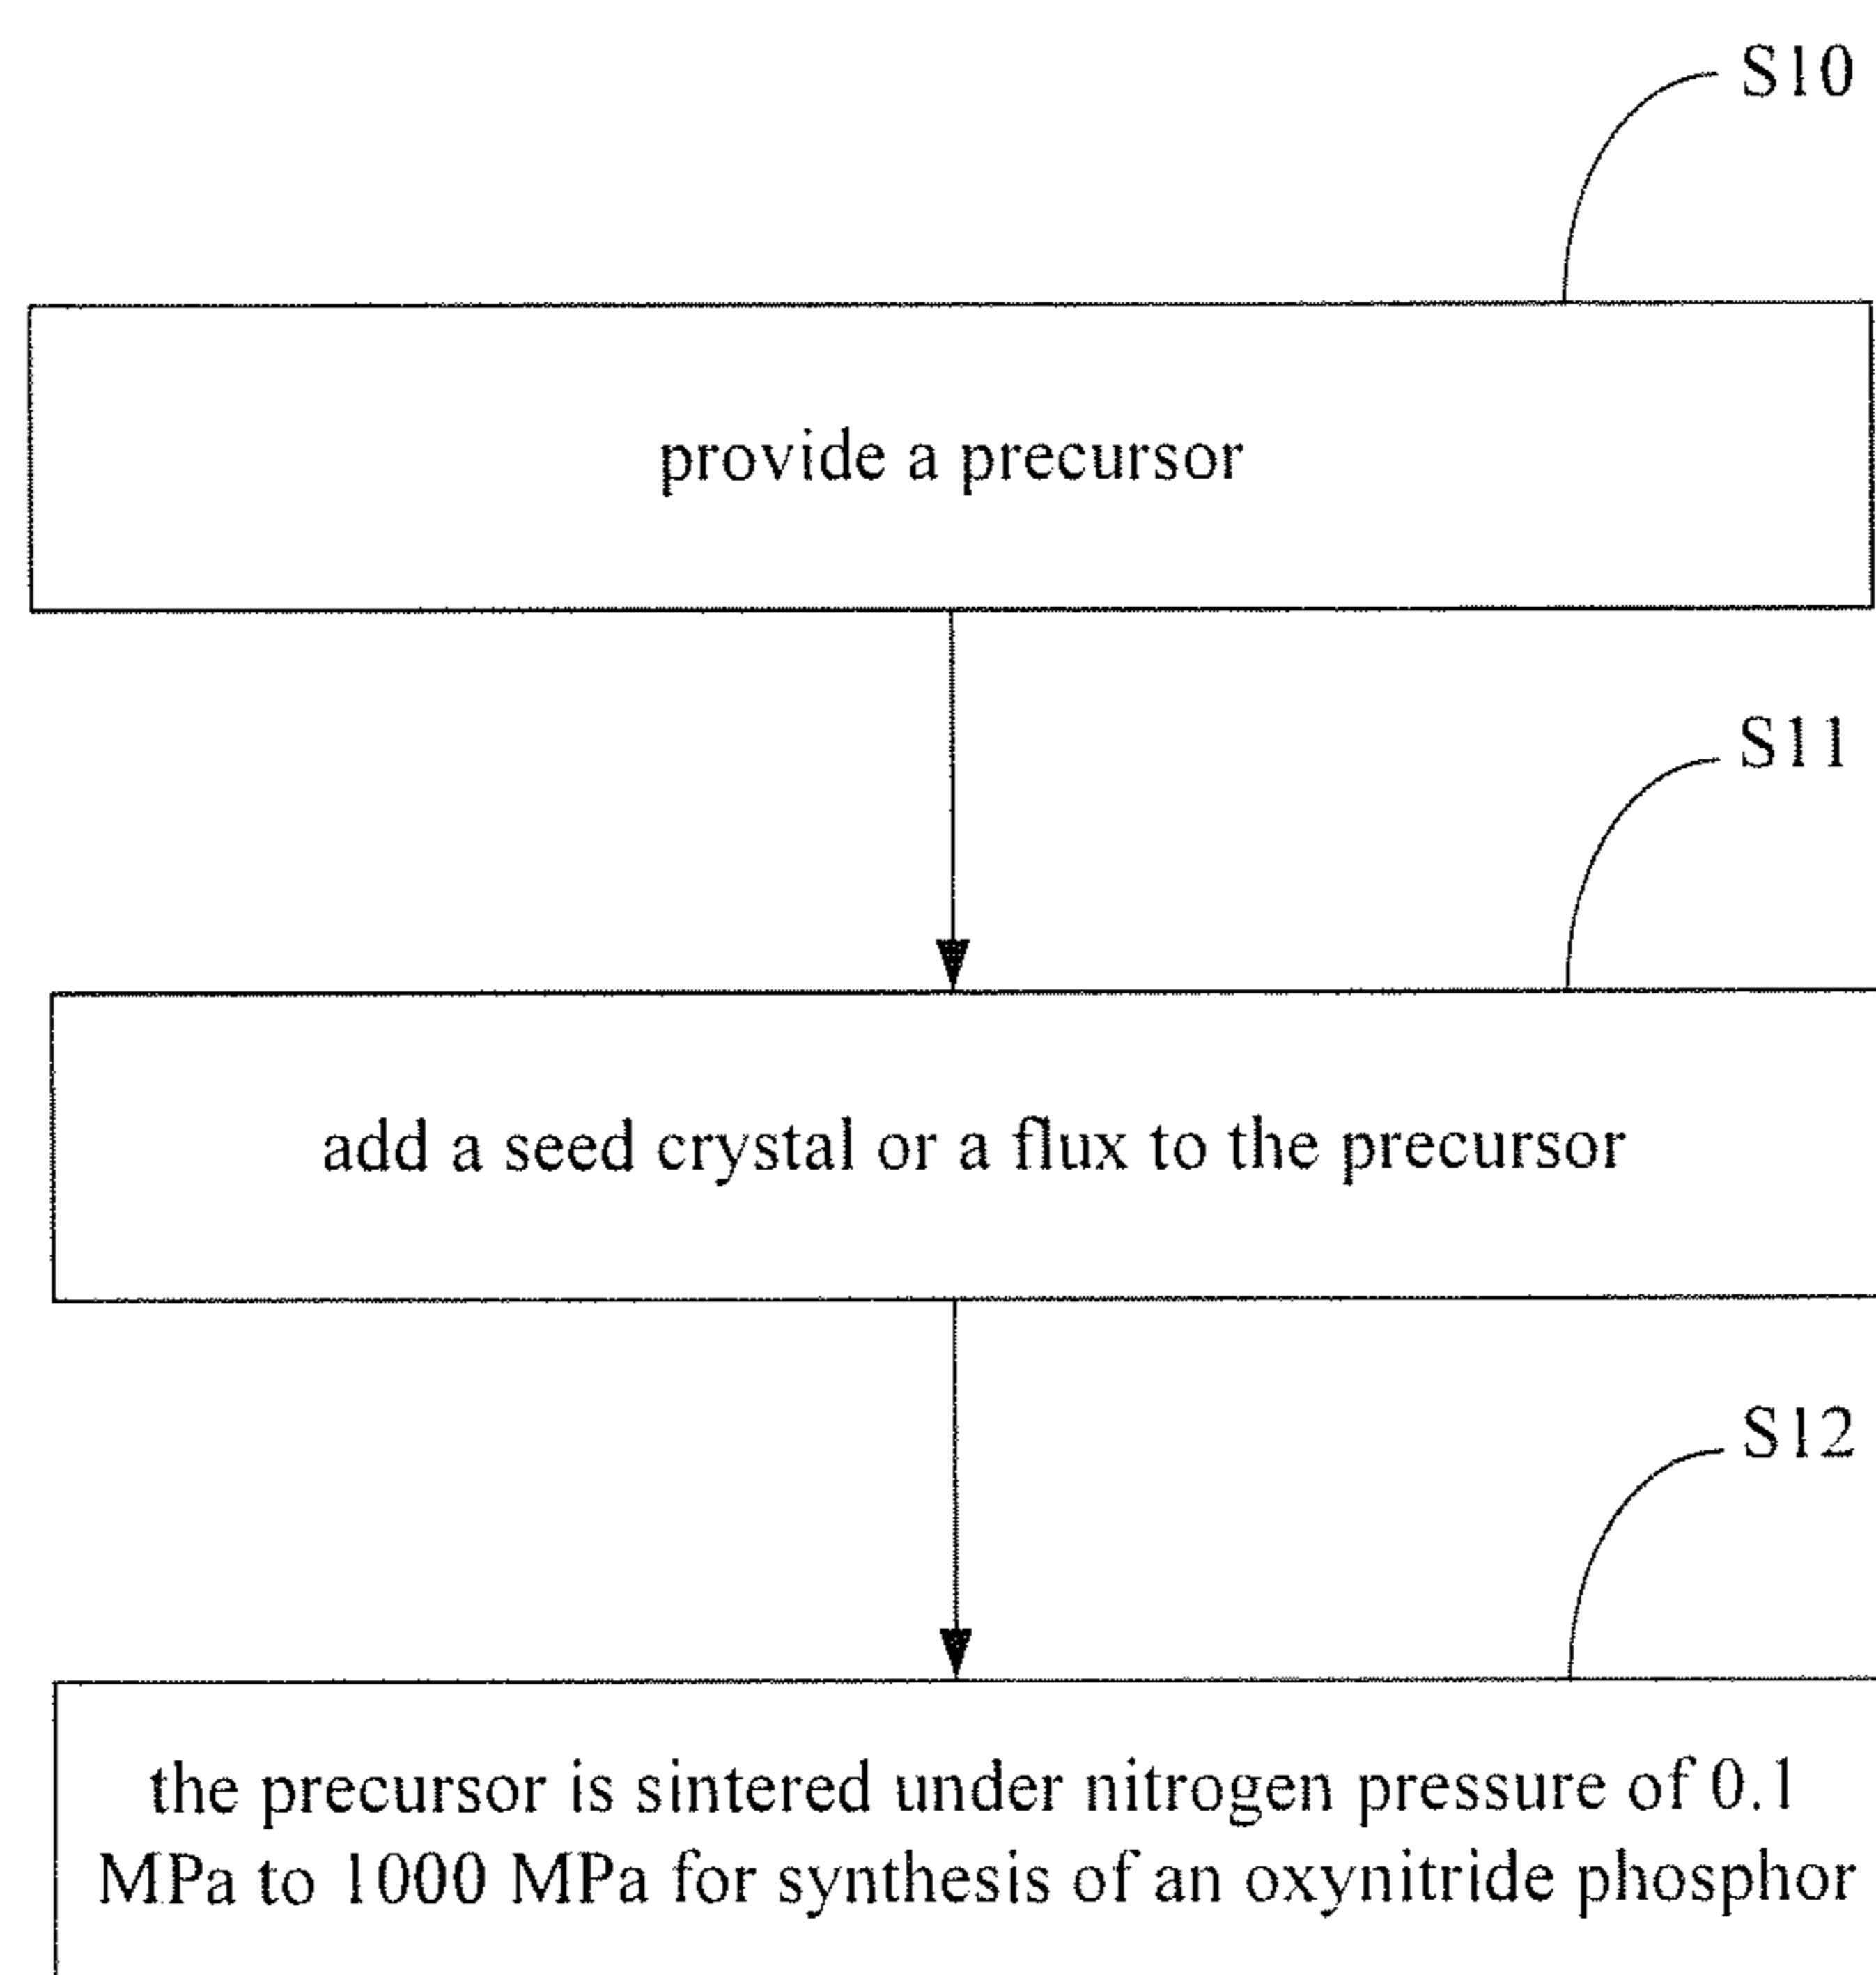 S10
provide a precursor
S11
add a seed crystal or a flux to the precursor
S12
the precursor is sintered under nitrogen pressure of 0.1
MPa to 1000 MPa for synthesis of an oxynitride phosphor